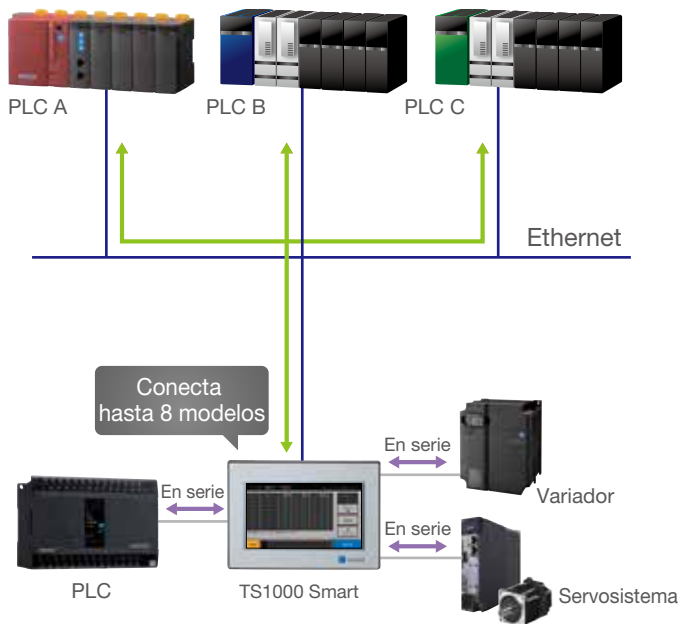 PLC A
PLC B
PLC C
Ethernet
Conecta
hasta 8 modelos
En serie
Variador
En serie
En serie
PLC
TS1000 Smart
Servosistema